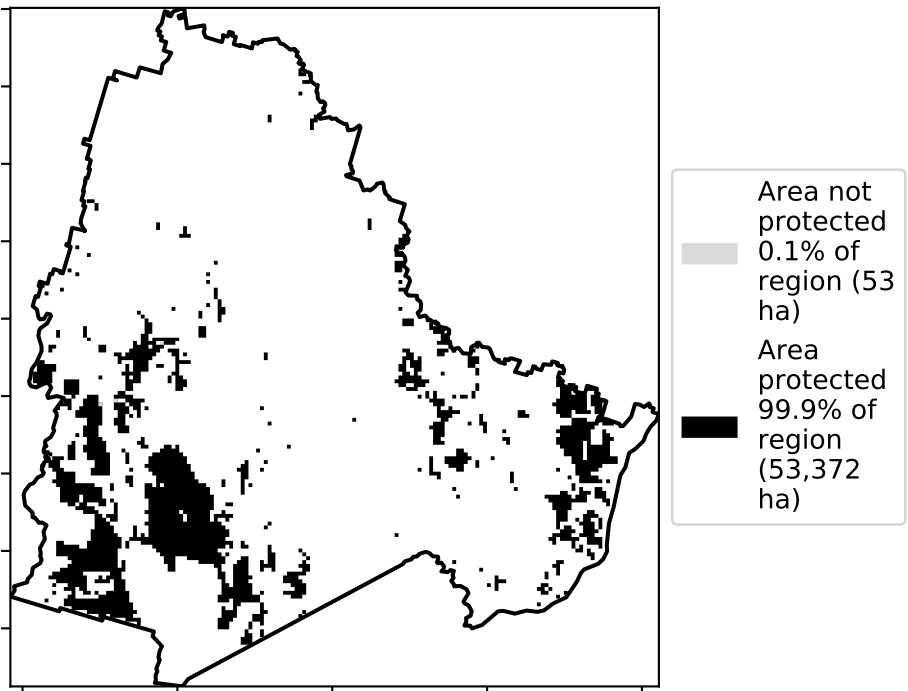 Area not
protected
0.1% of
region (53
ha)
Area
protected
99.9% of
region
(53,372
ha)